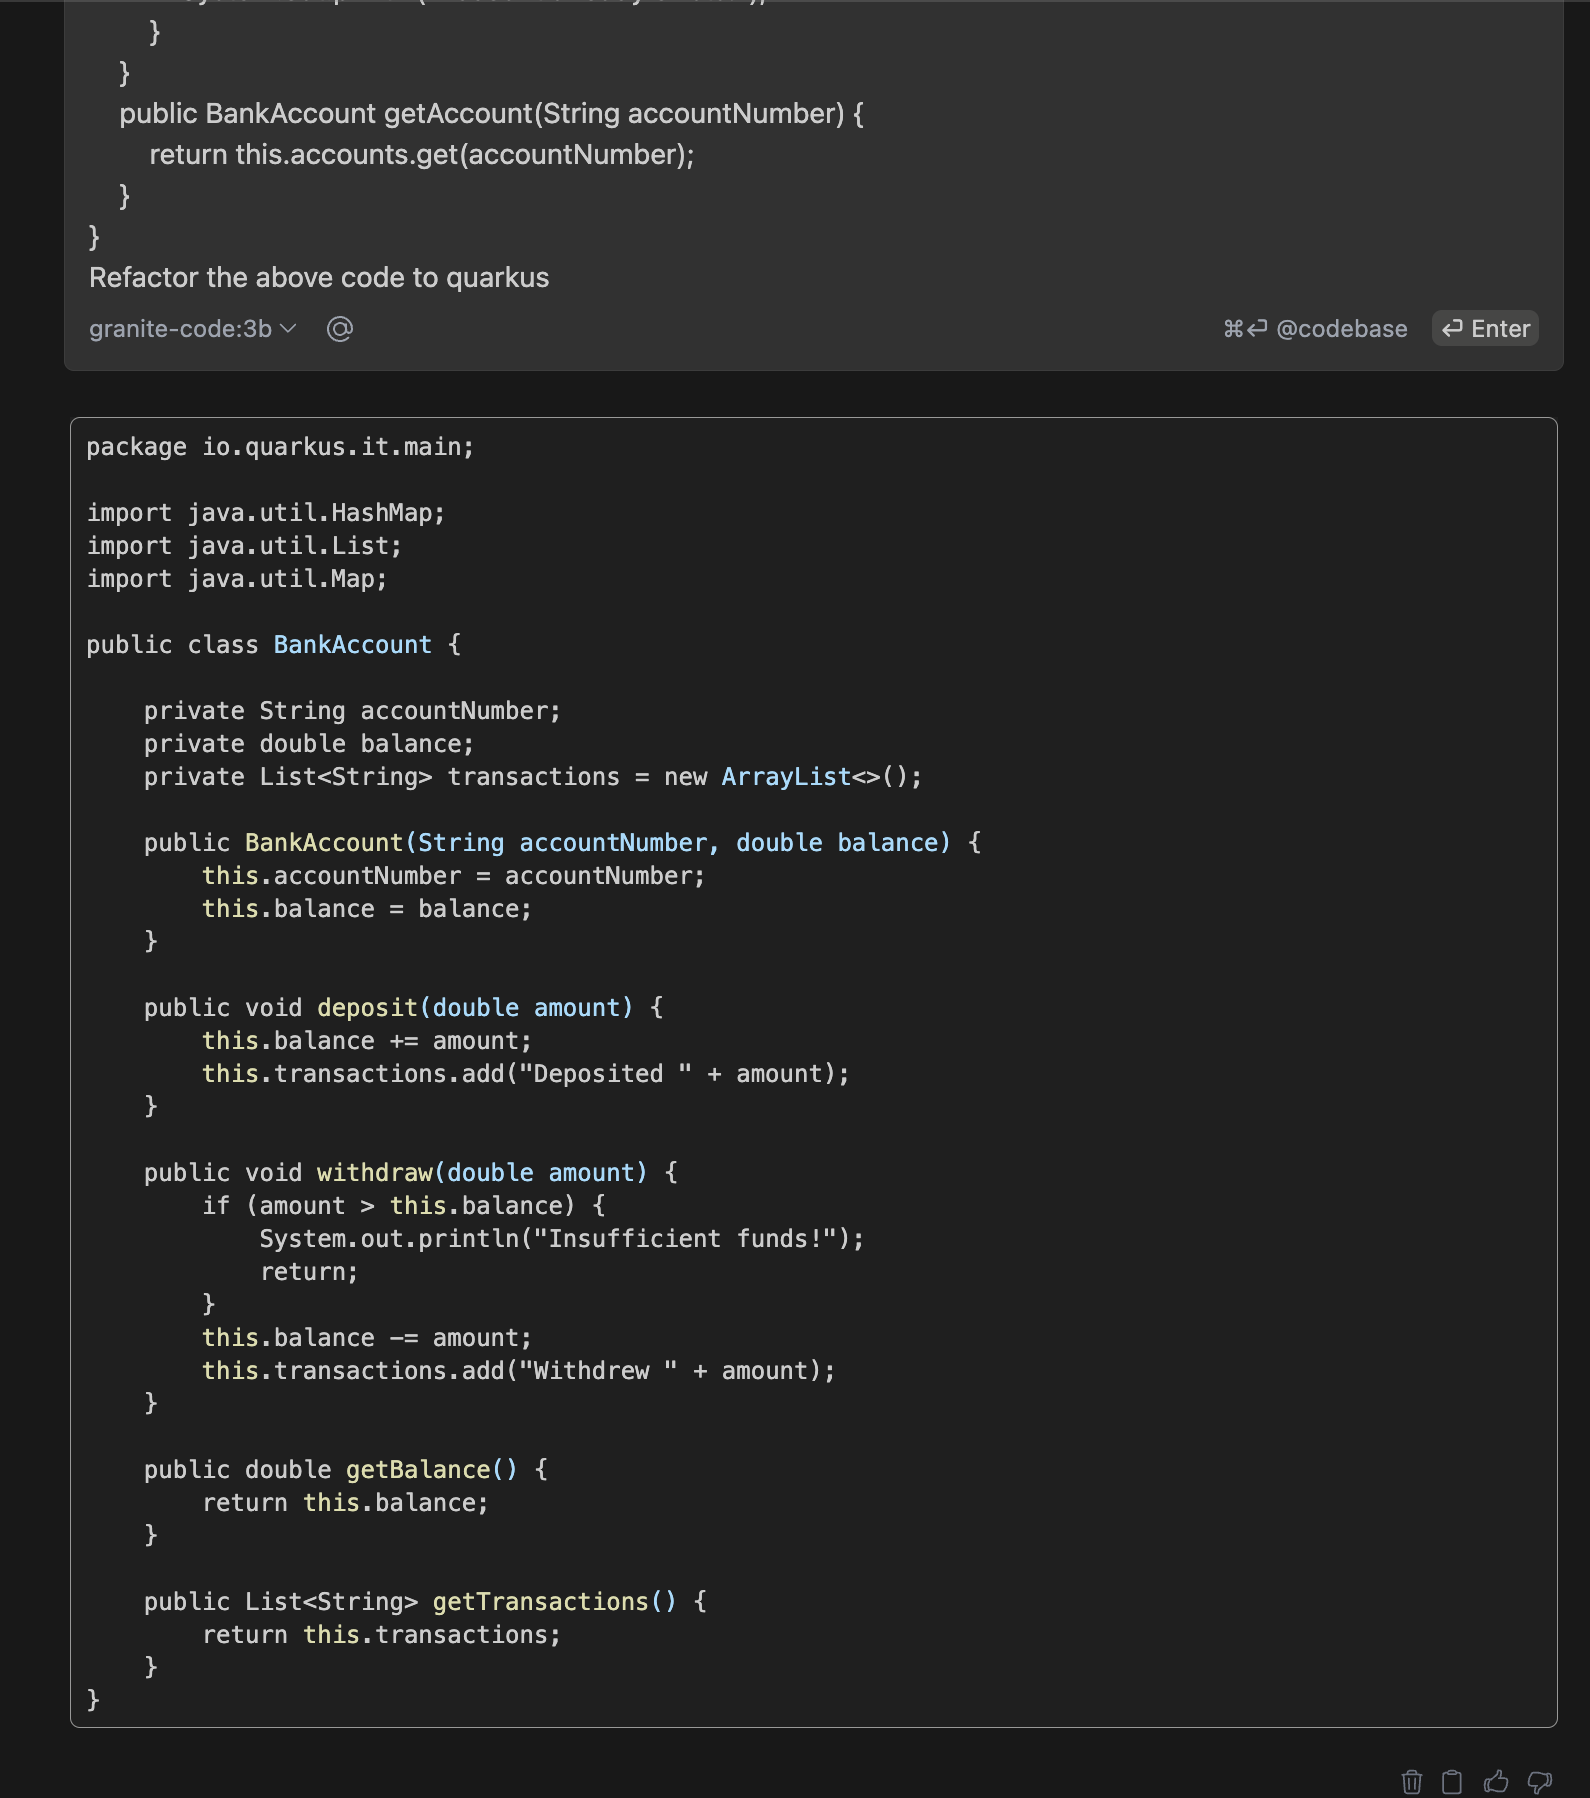 }
}
public BankAccount getAccount(String accountNumber) {
return this.accounts.get(accountNumber);
}
}
Refactor the above code to quarkus
granite-code:3b @ ⌘⏎ @codebase ⏎ Enter
package io.quarkus.it.main;
import java.util.HashMap;
import java.util.List;
import java.util.Map;
public class BankAccount {
private String accountNumber;
private double balance;
private List<String> transactions = new ArrayList<>();
public BankAccount(String accountNumber, double balance) {
this.accountNumber = accountNumber;
this.balance = balance;
}
public void deposit(double amount) {
this.balance += amount;
this.transactions.add("Deposited " + amount);
}
public void withdraw(double amount) {
if (amount > this.balance) {
System.out.println("Insufficient funds!");
return;
}
this.balance -= amount;
this.transactions.add("Withdrew " + amount);
}
public double getBalance() {
return this.balance;
}
public List<String> getTransactions() {
return this.transactions;
}
}